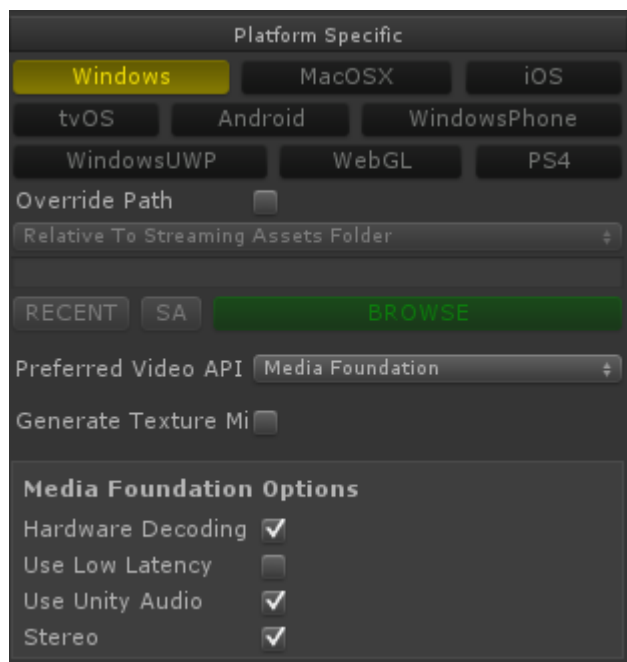 Platform Specific
Windows MacOSX iOS
tvOS Android WindowsPhone
WindowsUWP WebGL PS4
Override Path
Relative To Streaming Assets Folder
RECENT SA BROWSE
Preferred Video API Media Foundation
Generate Texture Mi
Media Foundation Options
Hardware Decoding
Use Low Latency
Use Unity Audio
Stereo